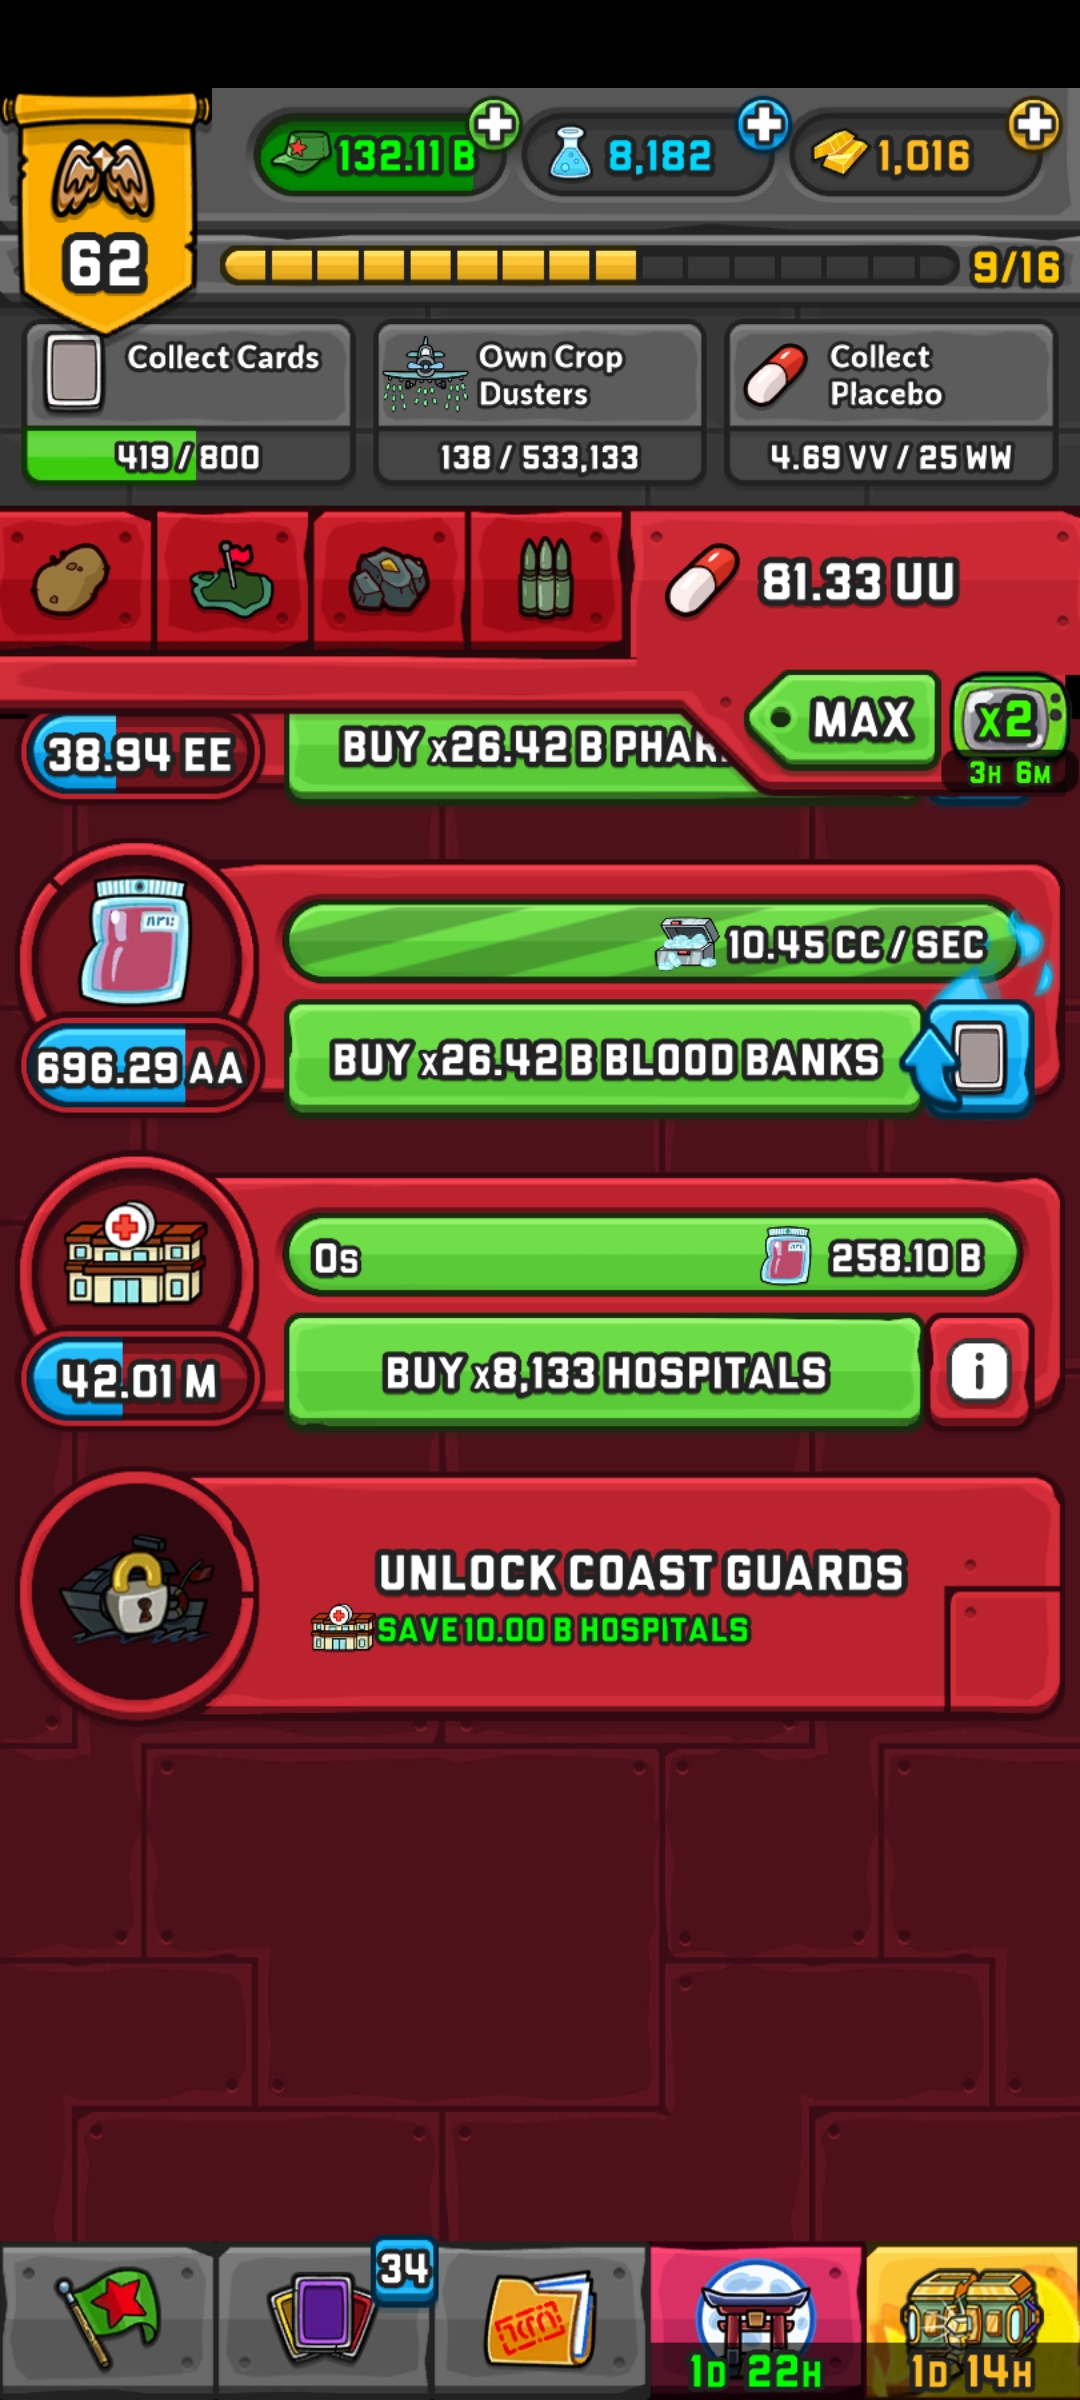 132.11 B
8,182
1,016
62
9/16
Collect Cards
419 / 800
Own Crop
Dusters
138 / 533,133
Collect
Placebo
4.69 VV / 25 WW
81.33 UU
MAX
x2
3H 6M
38.94 EE
BUY x26.42 B PHAR
10.45 CC / SEC
696.29 AA
BUY x26.42 B BLOOD BANKS
0s
258.10 B
42.01 M
BUY x8,133 HOSPITALS
i
UNLOCK COAST GUARDS
SAVE 10.00 B HOSPITALS
34
1D 22H
1D 14H